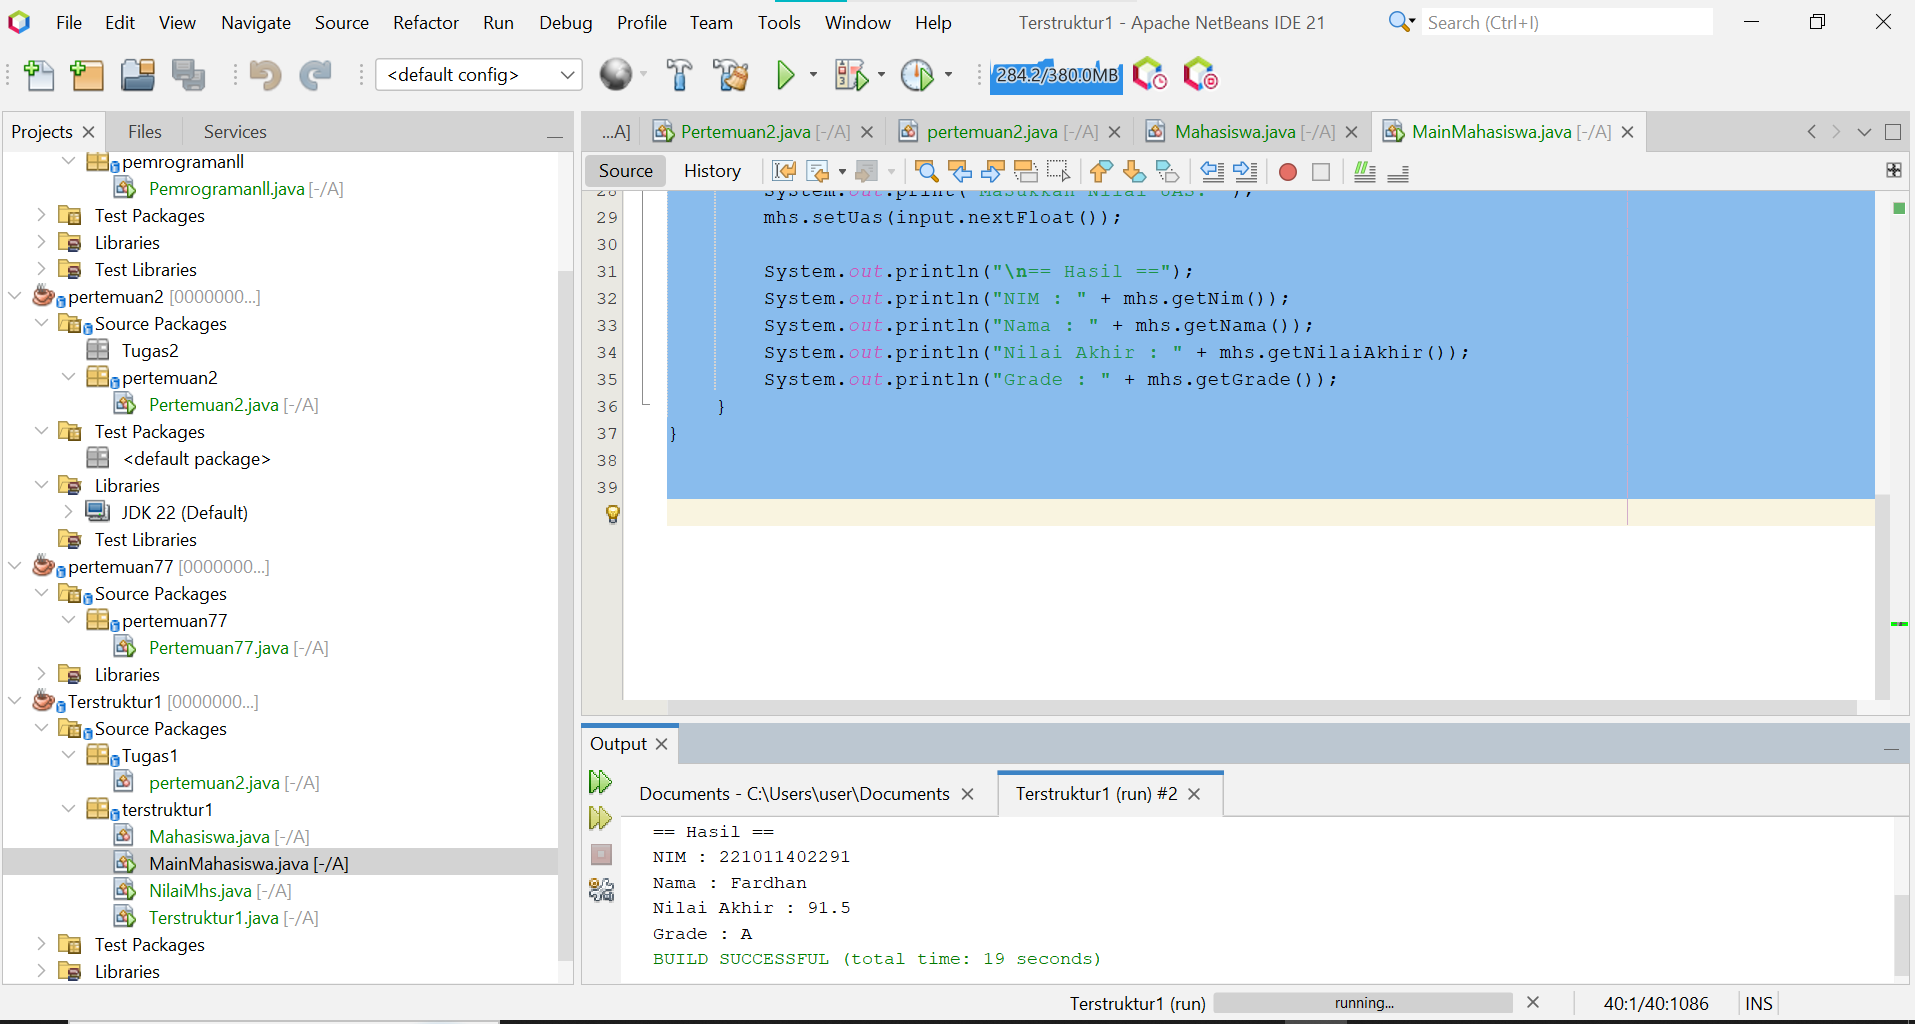 File Edit View Navigate Source Refactor Run Debug Profile Team Tools Window Help Terstruktur1 - Apache NetBeans IDE 21 Search (Ctrl+I)
<default config> 284.2/380.0MB
Projects Files Services
pemrogramanII
PemrogramanII.java [-/A]
Test Packages
Libraries
Test Libraries
pertemuan2 [0000000...]
Source Packages
Tugas2
pertemuan2
Pertemuan2.java [-/A]
Test Packages
<default package>
Libraries
JDK 22 (Default)
Test Libraries
pertemuan77 [0000000...]
Source Packages
pertemuan77
Pertemuan77.java [-/A]
Libraries
Terstruktur1 [0000000...]
Source Packages
Tugas1
pertemuan2.java [-/A]
terstruktur1
Mahasiswa.java [-/A]
MainMahasiswa.java [-/A]
NilaiMhs.java [-/A]
Terstruktur1.java [-/A]
Test Packages
Libraries
...A] Pertemuan2.java [-/A] pertemuan2.java [-/A] Mahasiswa.java [-/A] MainMahasiswa.java [-/A]
Source History
28 System.out.print("Masukkan Nilai UAS: ");
29 mhs.setUas(input.nextFloat());
30
31 System.out.println("\n== Hasil ==");
32 System.out.println("NIM : " + mhs.getNim());
33 System.out.println("Nama : " + mhs.getNama());
34 System.out.println("Nilai Akhir : " + mhs.getNilaiAkhir());
35 System.out.println("Grade : " + mhs.getGrade());
36 }
37 }
38
39
Output
Documents - C:\Users\user\Documents Terstruktur1 (run) #2
== Hasil ==
NIM : 221011402291
Nama : Fardhan
Nilai Akhir : 91.5
Grade : A
BUILD SUCCESSFUL (total time: 19 seconds)
Terstruktur1 (run) running... 40:1/40:1086 INS